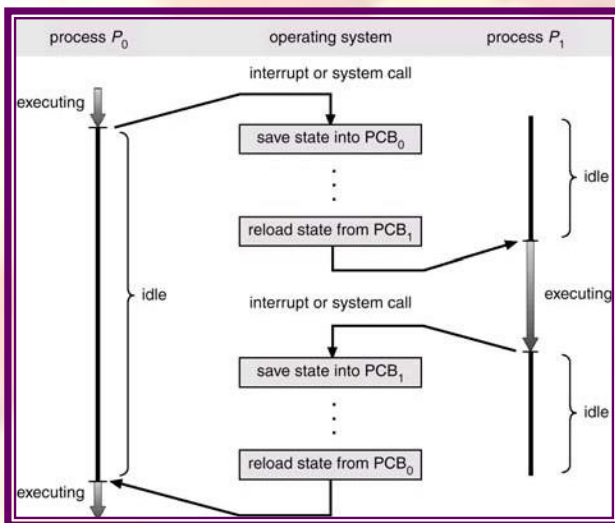 process P0 operating system process P1
interrupt or system call
executing
save state into PCB0
idle
reload state from PCB1
idle
executing
interrupt or system call
save state into PCB1
idle
reload state from PCB0
executing